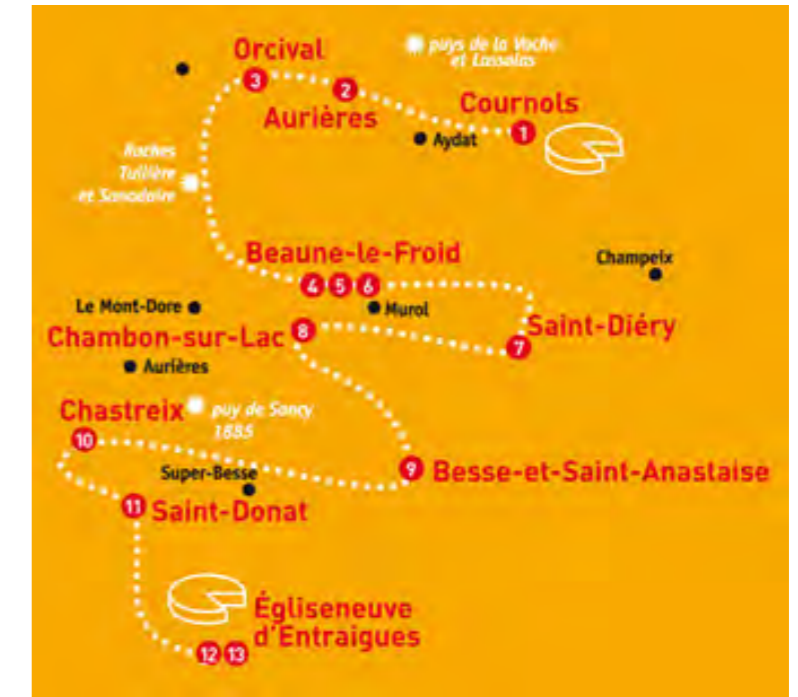 Orcival
puys de la Vache
et Lassolas
3
2
Aurières
Cournols
1
Aydat
Roches
Tuilière
et Sanadoire
Beaune-le-Froid
Champeix
4 5 6
Le Mont-Dore
Murol
Chambon-sur-Lac
8
Saint-Diéry
7
Aurières
Chastreix
puy de Sancy
1885
10
Super-Besse
9
Besse-et-Saint-Anastaise
11
Saint-Donat
Égliseneuve
d'Entraigues
12 13